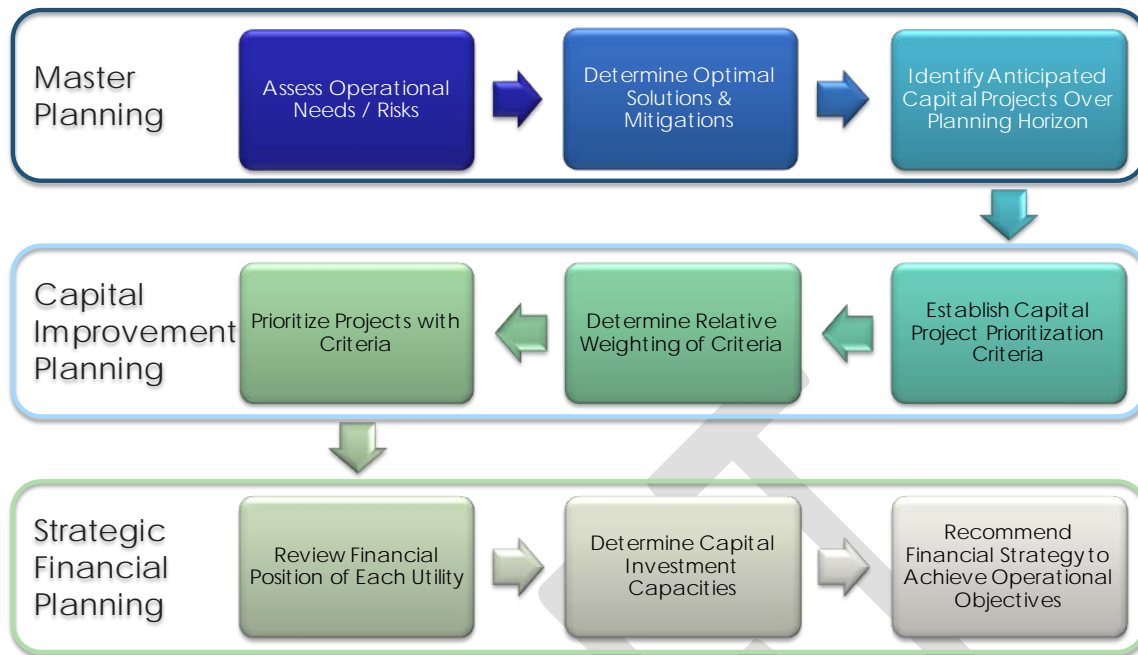 Master
Planning
Assess Operational
Needs / Risks
Determine Optimal
Solutions &
Mitigations
Identify Anticipated
Capital Projects Over
Planning Horizon
Capital
Improvement
Planning
Prioritize Projects with
Criteria
Determine Relative
Weighting of Criteria
Establish Capital
Project Prioritization
Criteria
Strategic
Financial
Planning
Review Financial
Position of Each Utility
Determine Capital
Investment
Capacities
Recommend
Financial Strategy to
Achieve Operational
Objectives